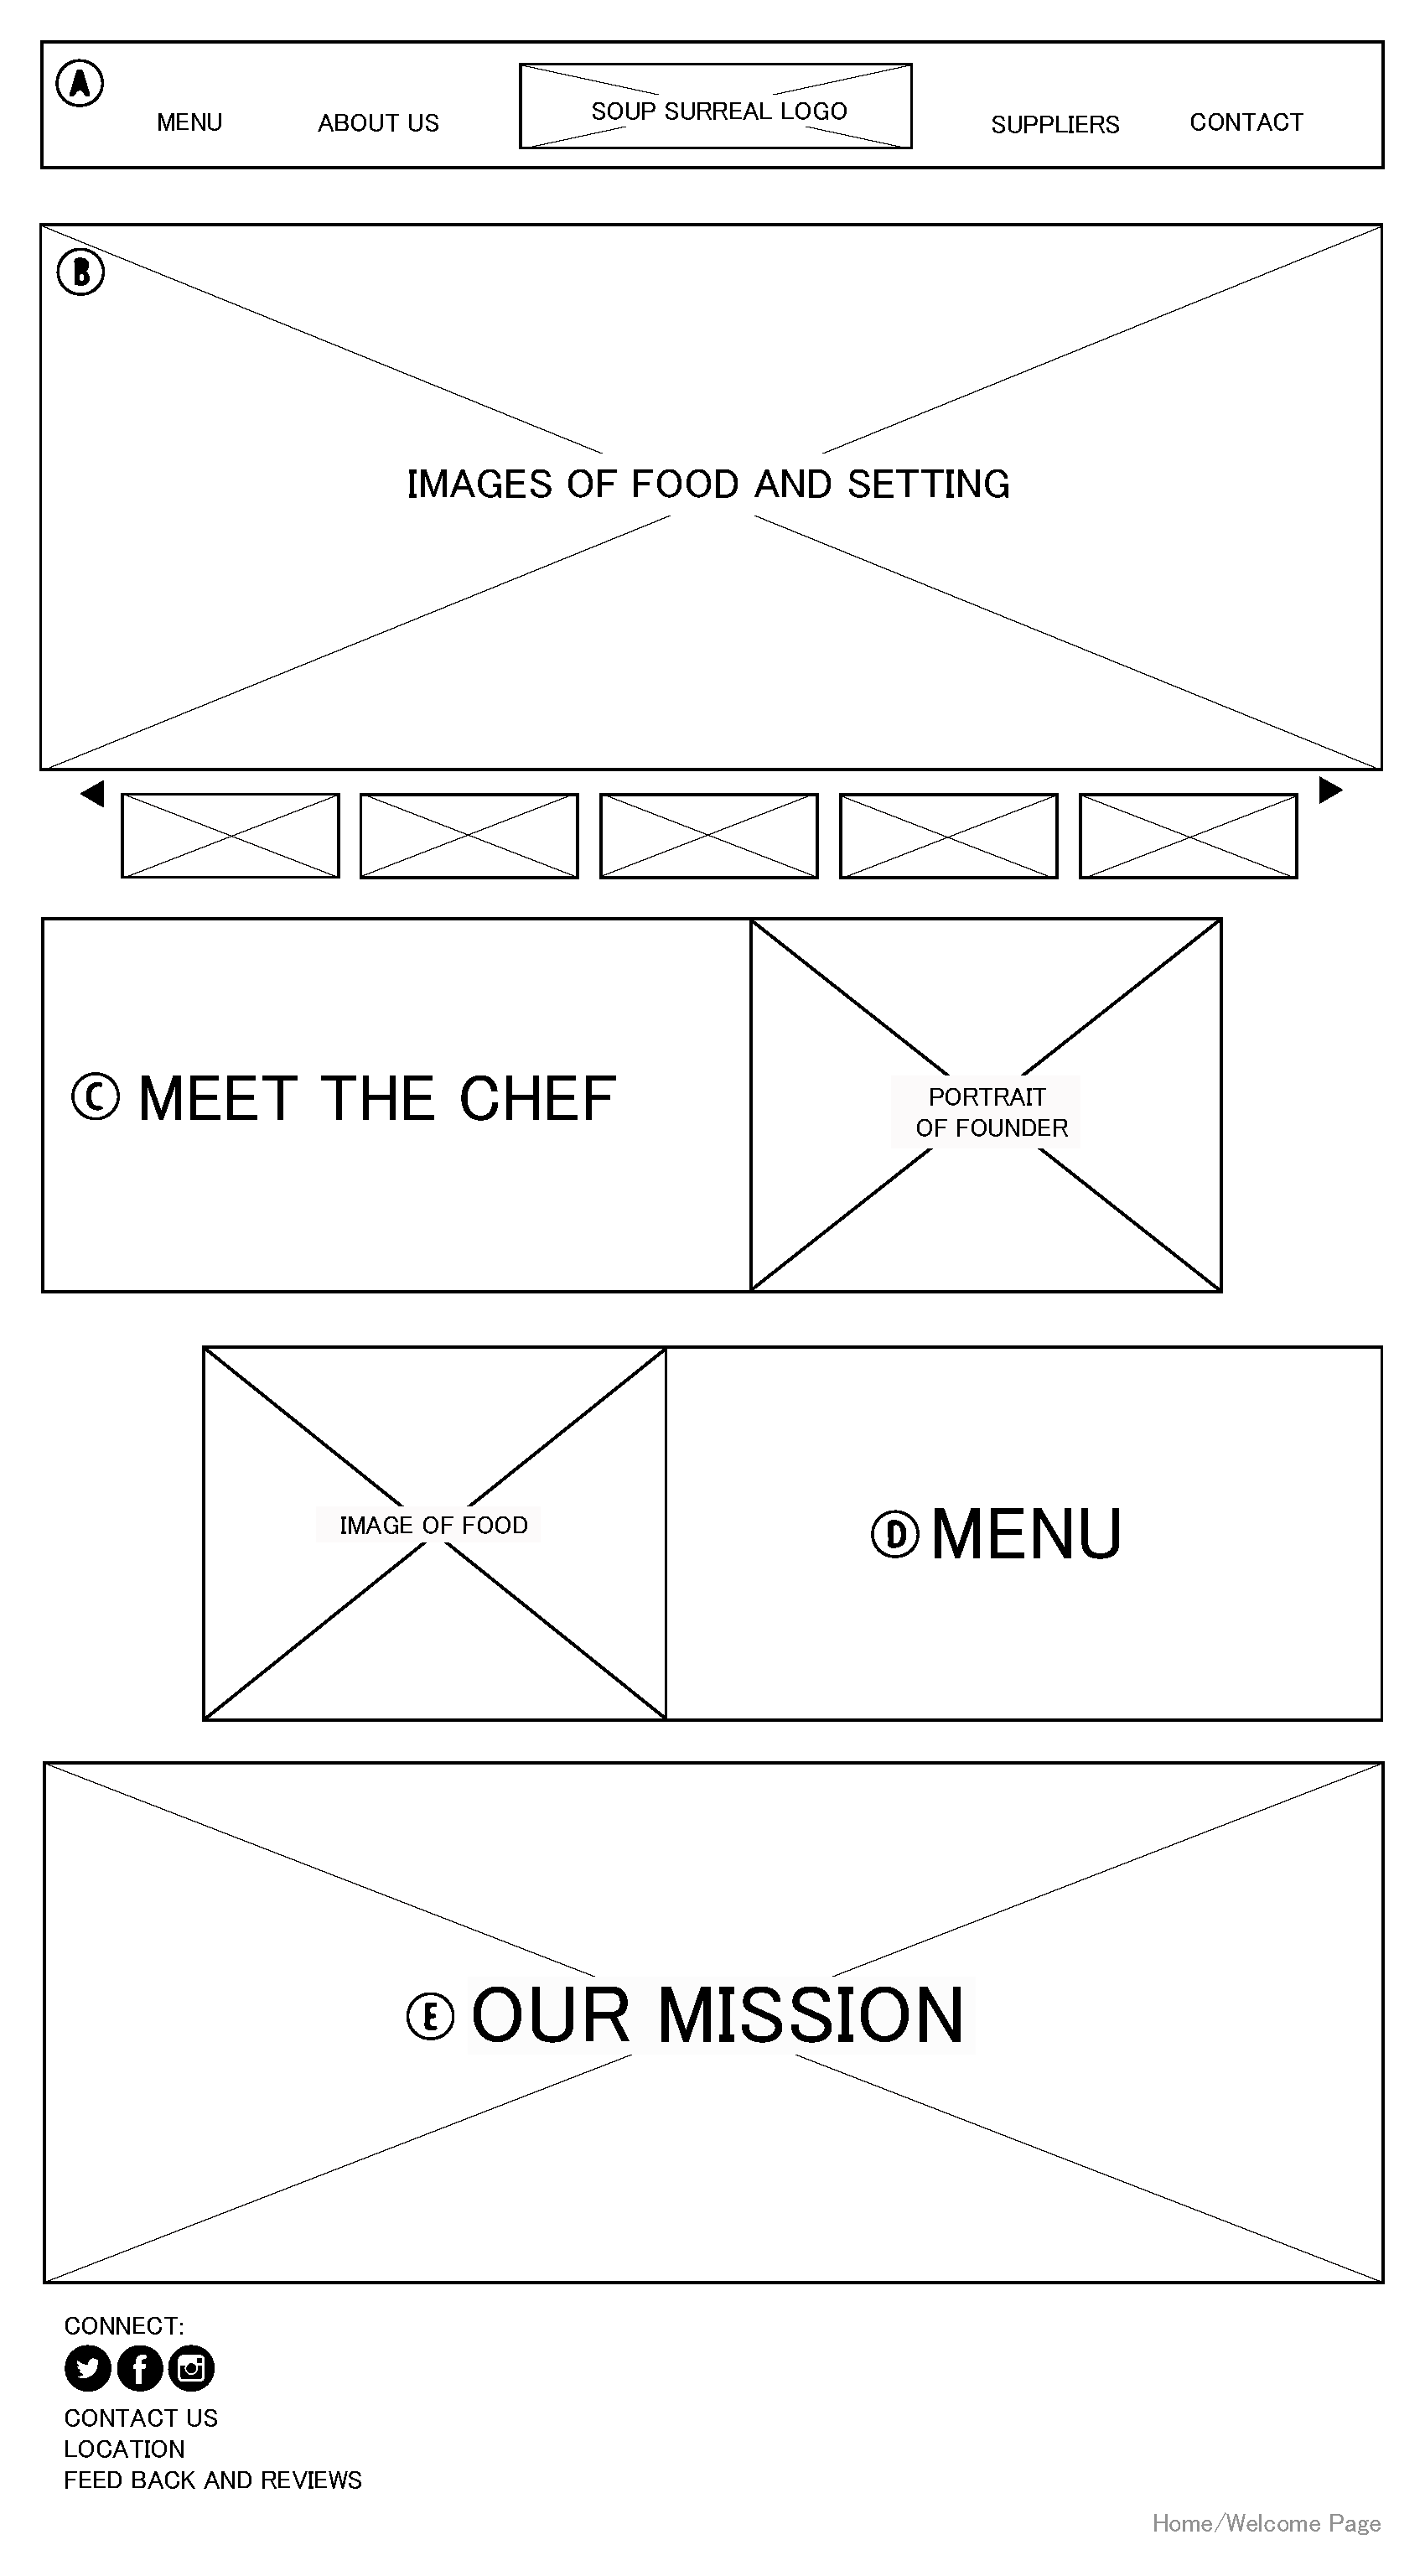 A
MENU ABOUT US SOUP SURREAL LOGO SUPPLIERS CONTACT
B
IMAGES OF FOOD AND SETTING
C MEET THE CHEF
PORTRAIT
OF FOUNDER
IMAGE OF FOOD
D MENU
E OUR MISSION
CONNECT:
CONTACT US
LOCATION
FEED BACK AND REVIEWS
Home/Welcome Page